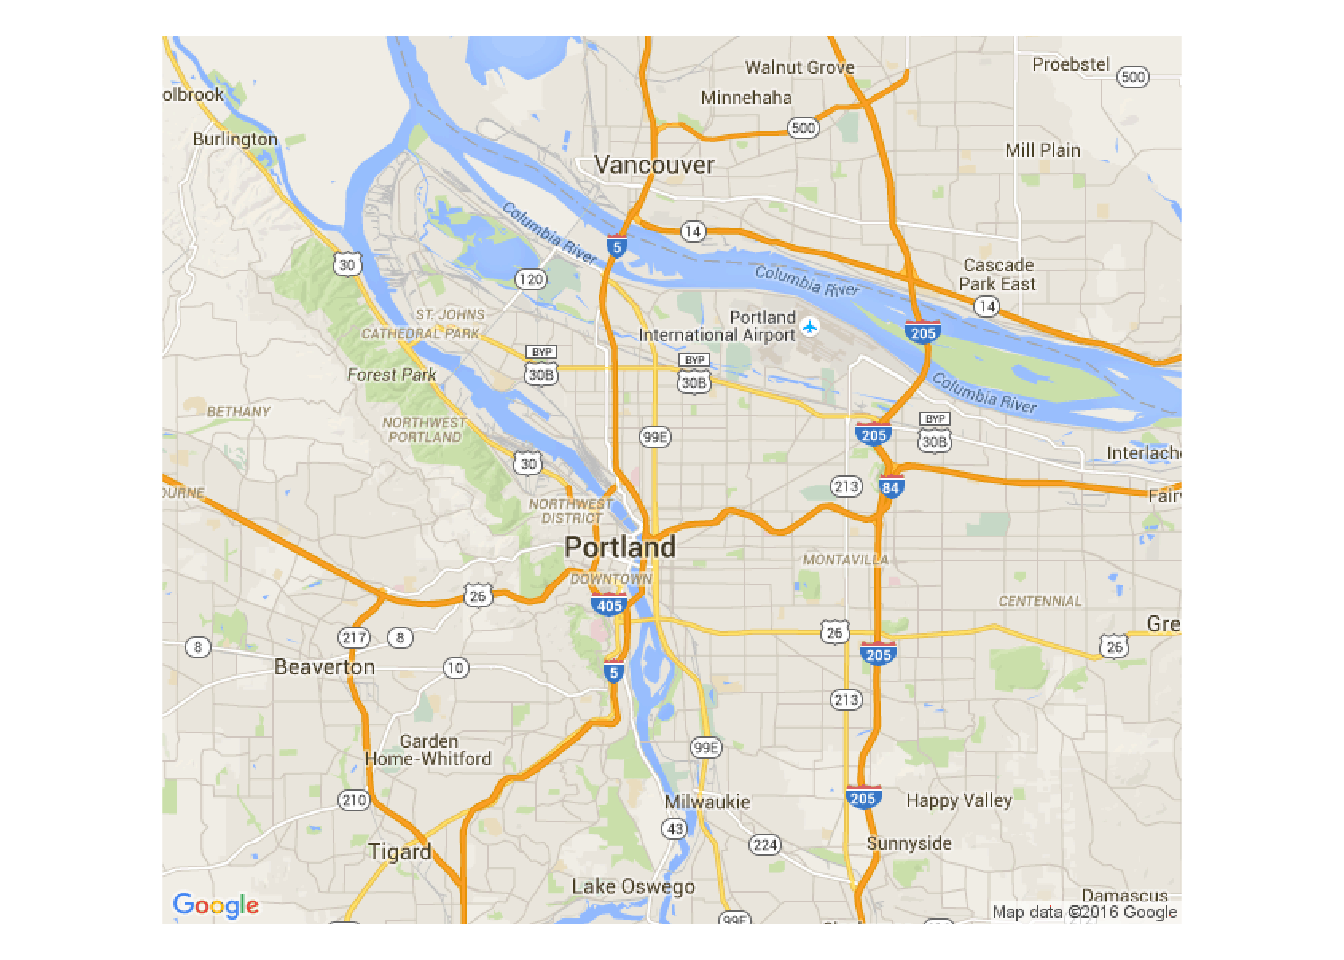 Walnut Grove
Proebstel
500
olbrook
Minnehaha
500
Burlington
Mill Plain
Vancouver
Columbia River
14
5
30
120
Columbia River
Cascade
Park East
14
ST. JOHNS
CATHEDRAL PARK
Portland
International Airport
205
BYP
30B
BYP
30B
Forest Park
Columbia River
BETHANY
NORTHWEST
PORTLAND
99E
205
BYP
30B
Interlach
30
213
84
OURNE
Fairv
NORTHWEST
DISTRICT
Portland
MONTAVILLA
DOWNTOWN
26
405
CENTENNIAL
Gre
217
8
8
26
26
205
Beaverton
10
5
213
Garden
Home-Whitford
99E
210
Milwaukie
205
Happy Valley
43
224
Sunnyside
Tigard
Lake Oswego
Damascus
Google
99E
Map data ©2016 Google